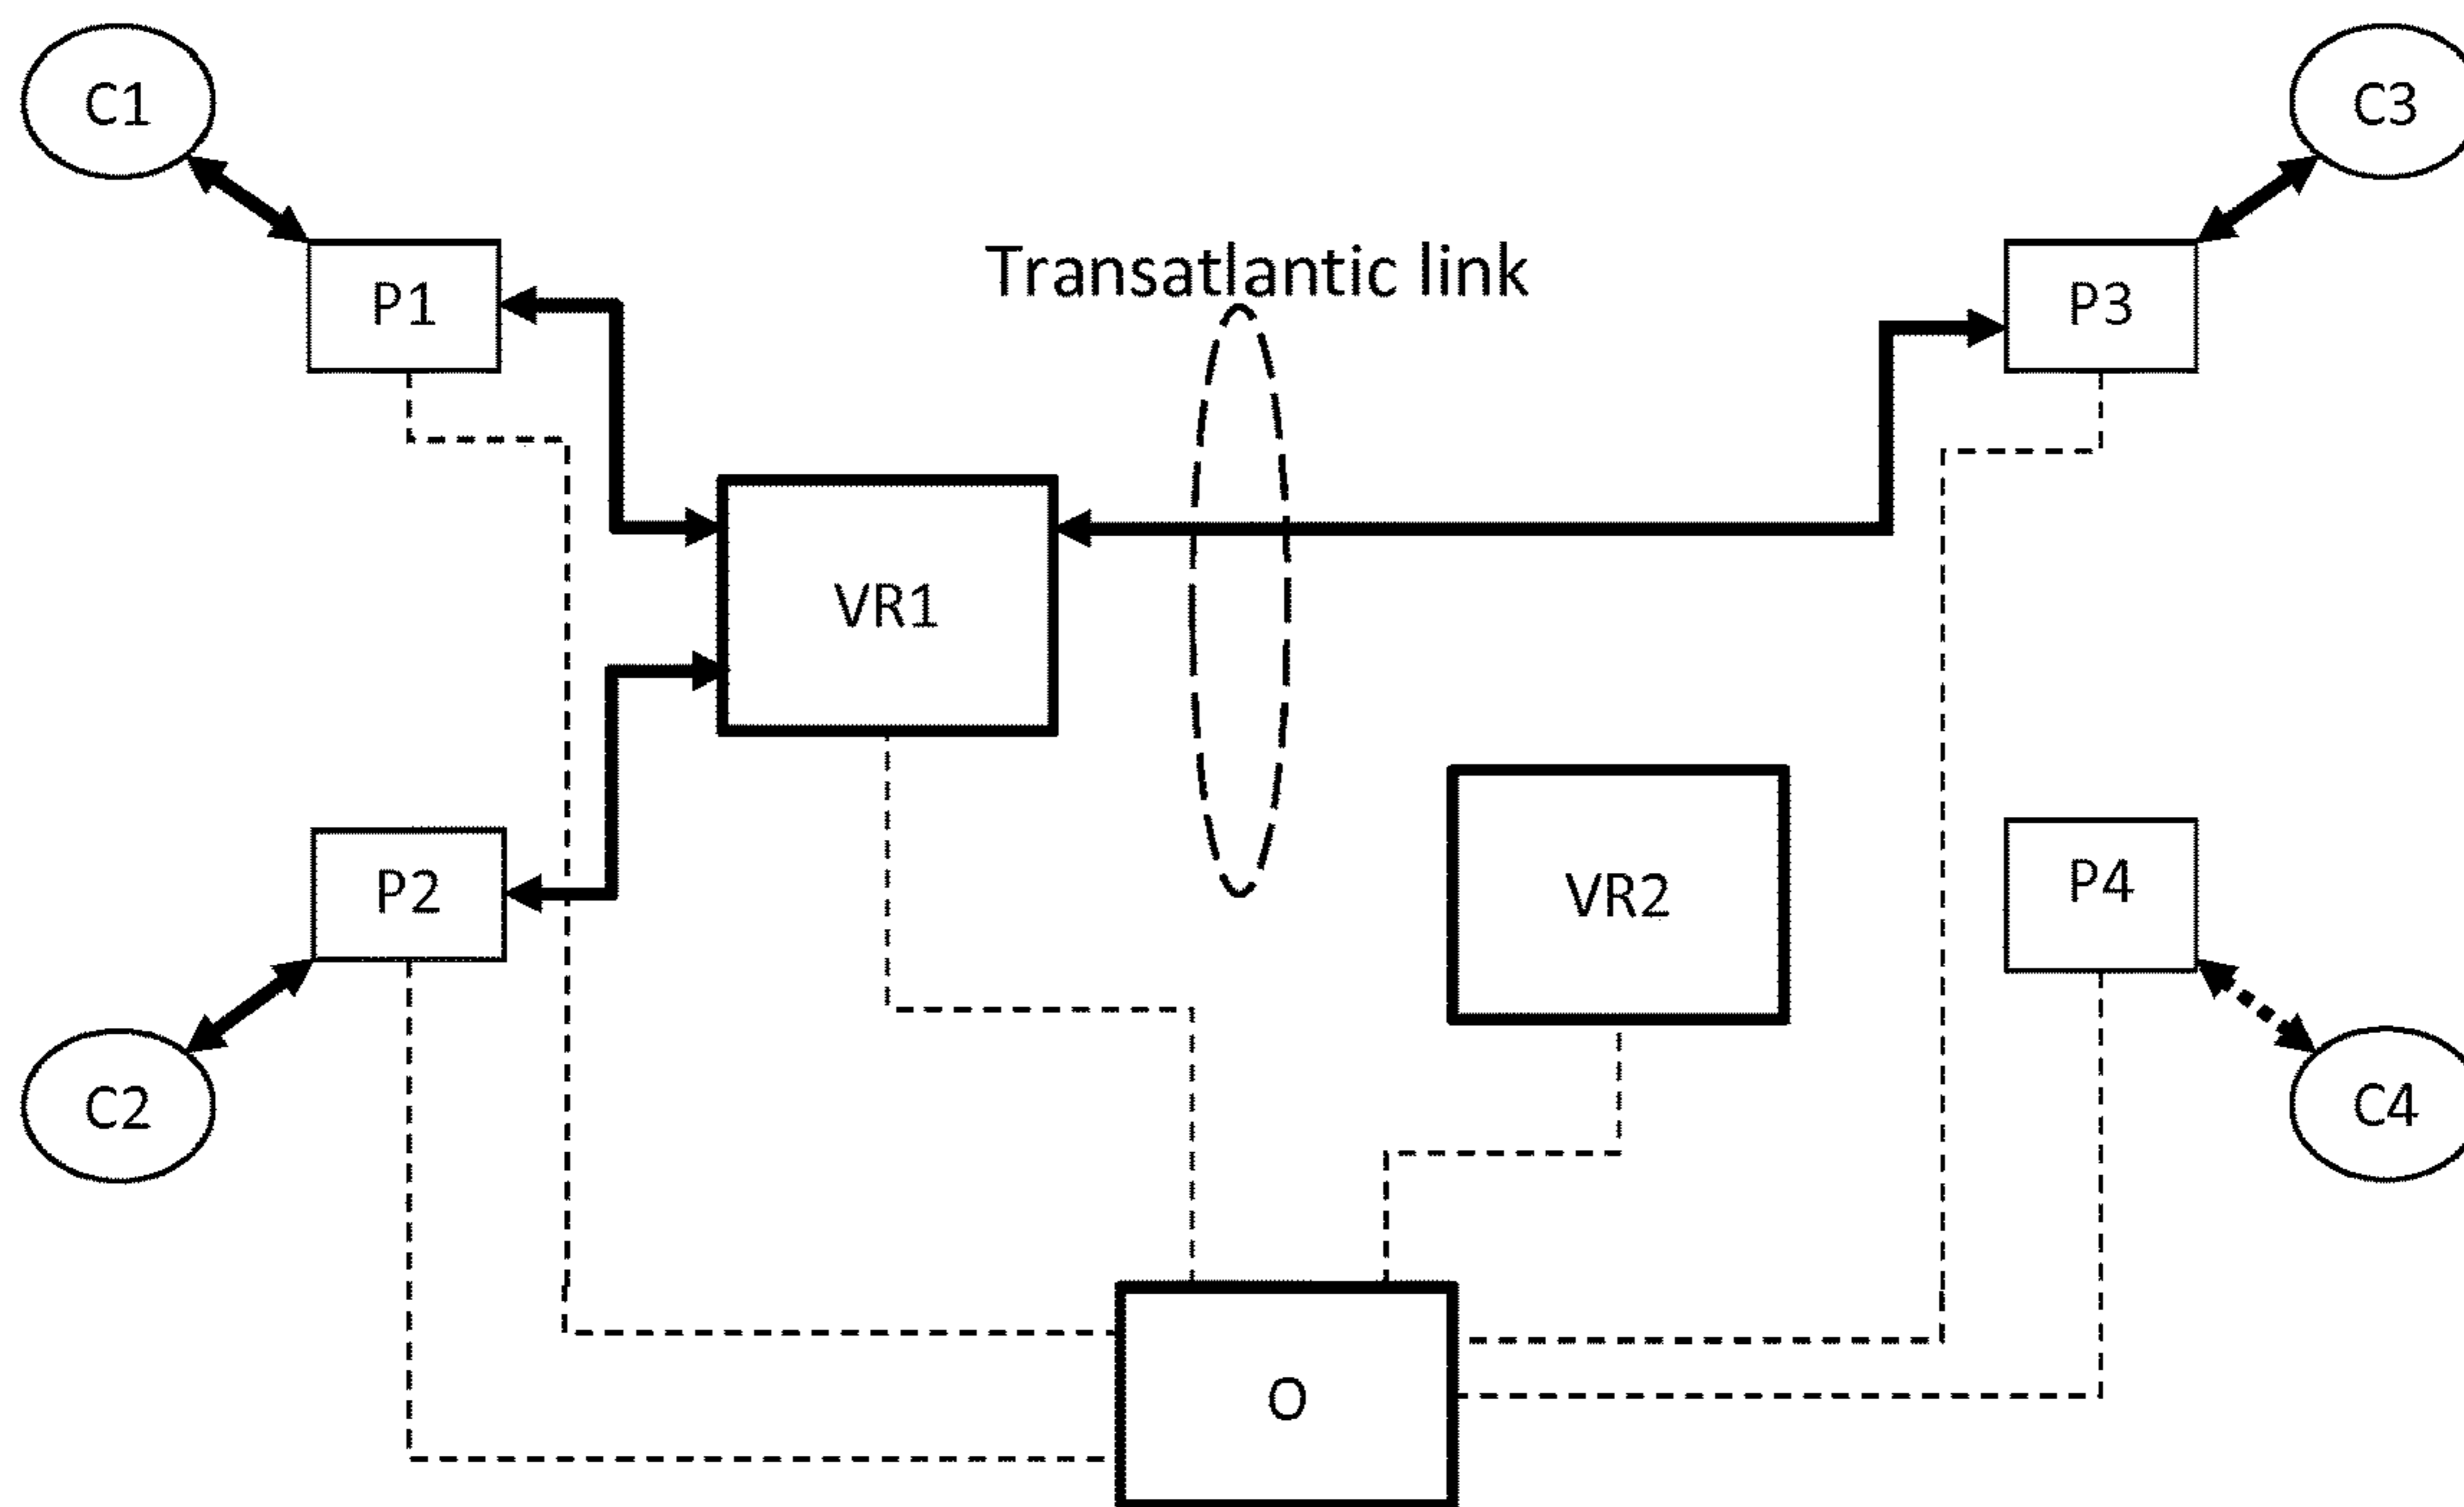 C1
C3
Transatlantic link
P1
P3
VR1
P2
VR2
P4
C2
C4
O